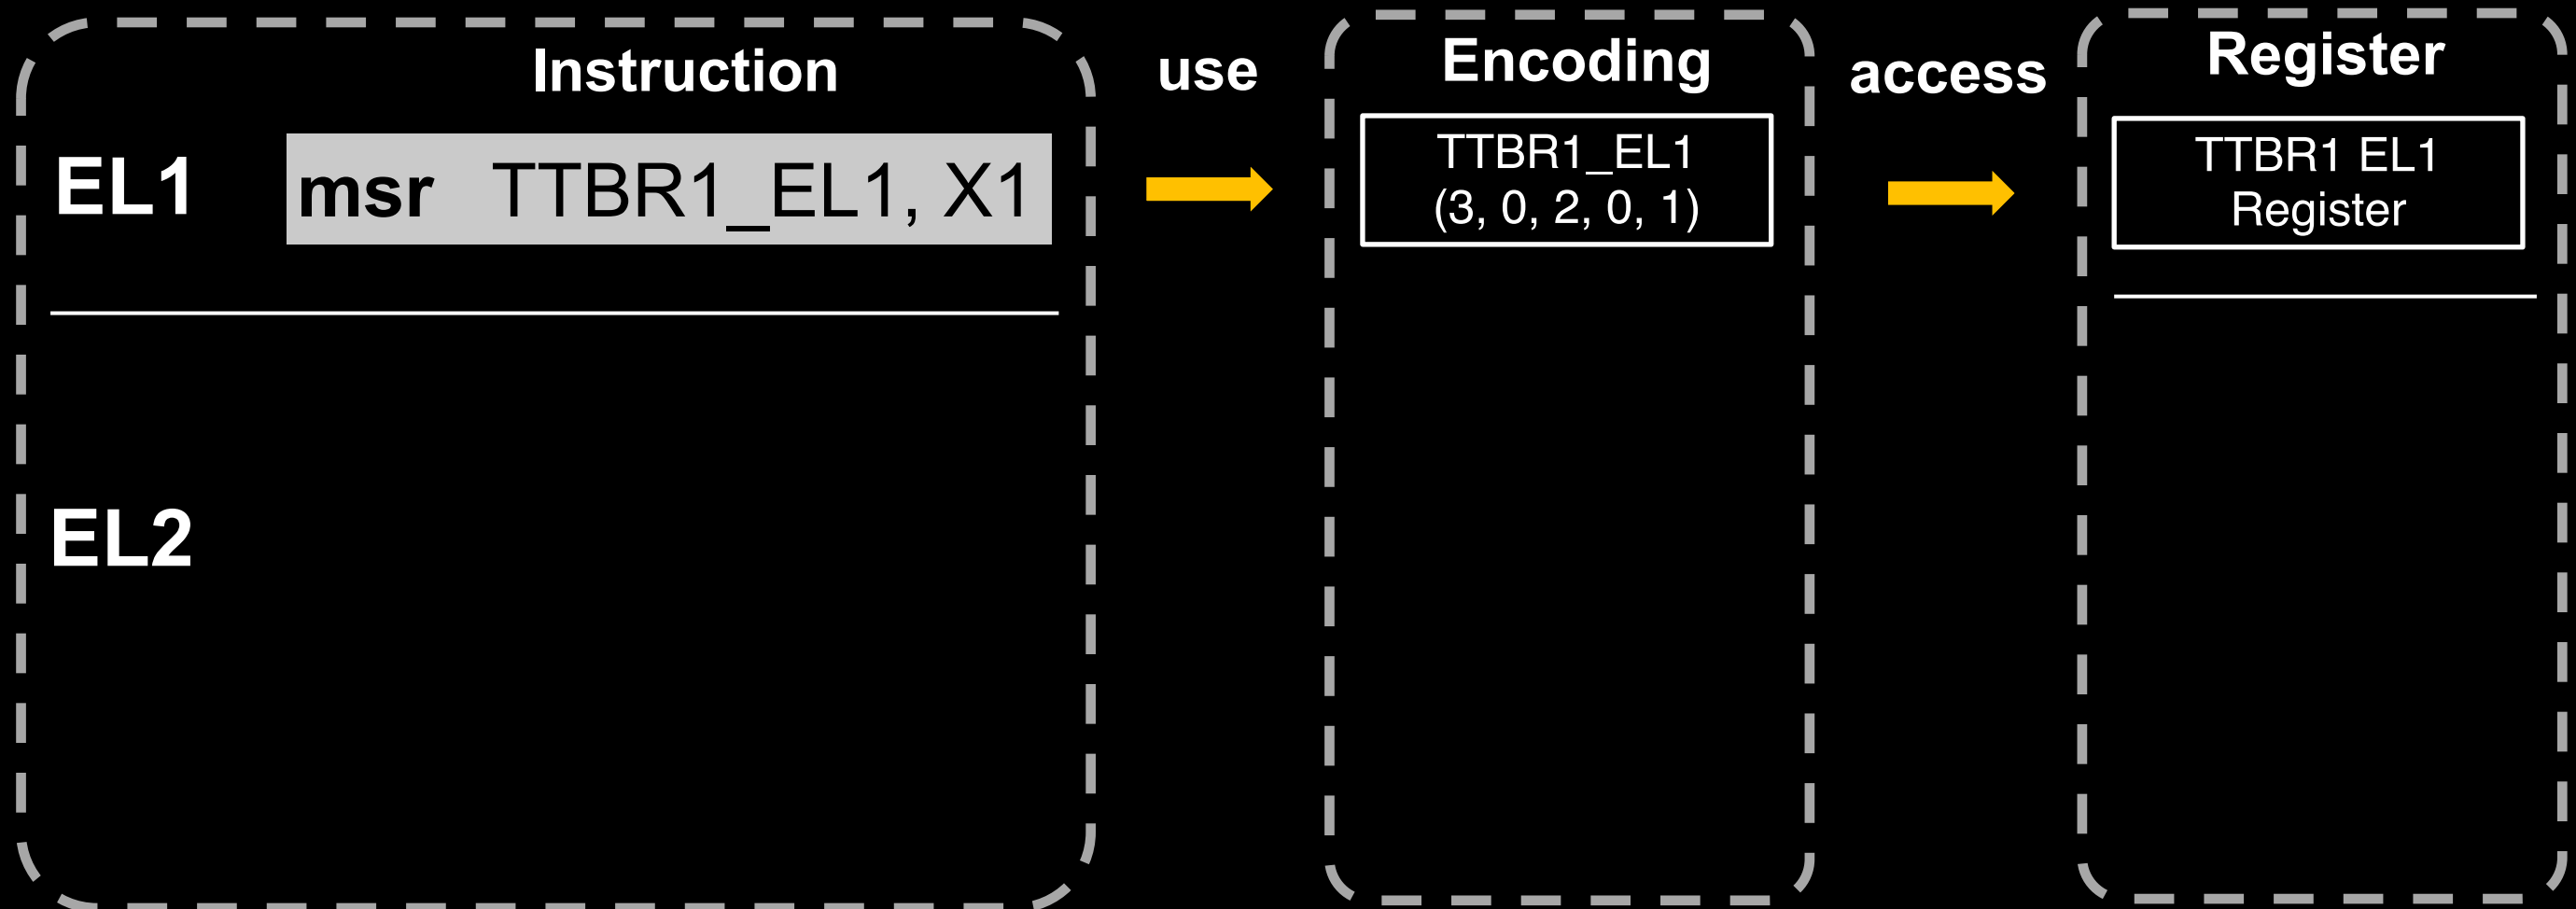 Instruction
use
Encoding
access
Register
EL1
msr TTBR1_EL1, X1
TTBR1_EL1
(3, 0, 2, 0, 1)
TTBR1 EL1
Register
EL2